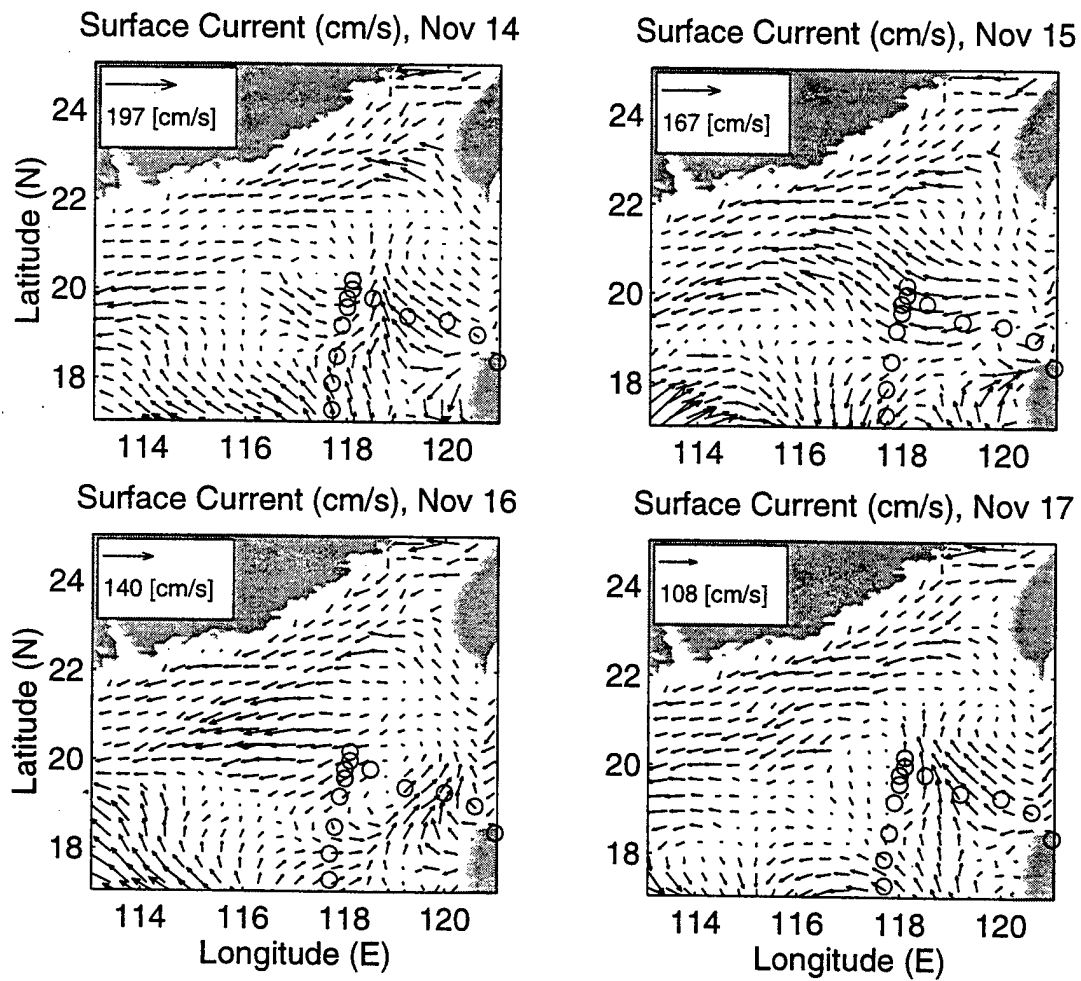 Surface Current (cm/s), Nov 14
197 [cm/s]
Latitude (N)
24
22
20
18
114 116 118 120
Surface Current (cm/s), Nov 15
167 [cm/s]
24
22
20
18
114 116 118 120
Surface Current (cm/s), Nov 16
140 [cm/s]
Latitude (N)
24
22
20
18
114 116 118 120
Longitude (E)
Surface Current (cm/s), Nov 17
108 [cm/s]
24
22
20
18
114 116 118 120
Longitude (E)